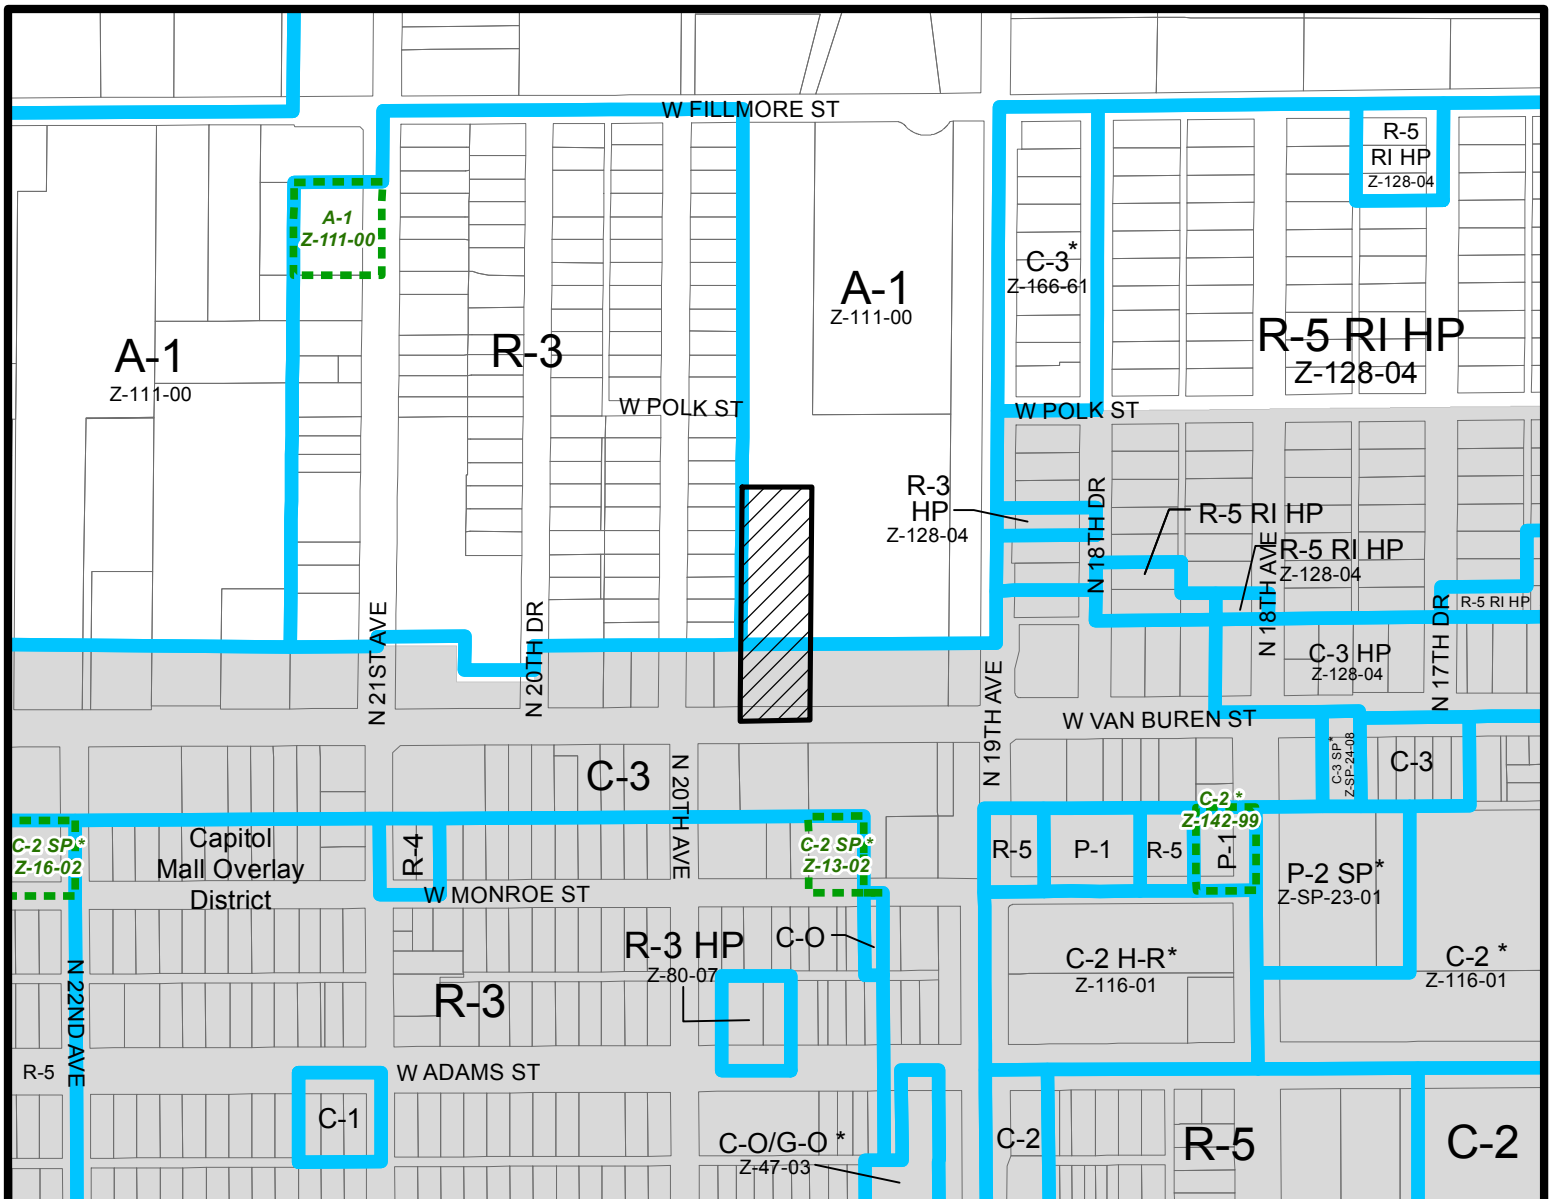 W FILLMORE ST
R-5
RI HP
Z-128-04
A-1
Z-111-00
C-3*
Z-166-61
A-1
Z-111-00
R-5 RI HP
Z-128-04
A-1
Z-111-00
R-3
W POLK ST
W POLK ST
R-3
HP
Z-128-04
N 18TH DR
R-5 RI HP
R-5 RI HP
Z-128-04
N 18TH AVE
R-5 RI HP
N 17TH DR
N 21ST AVE
N 20TH DR
C-3 HP
Z-128-04
N 19TH AVE
W VAN BUREN ST
C-3
N 20TH AVE
C-3 SP*
Z-SP-24-08
C-3
C-2 *
Z-142-99
C-2 SP *
Z-16-02
Capitol
Mall Overlay
District
R-4
C-2 SP *
Z-13-02
R-5
P-1
R-5
P-1
P-2 SP*
Z-SP-23-01
W MONROE ST
R-3 HP
Z-80-07
C-O
C-2 H-R*
Z-116-01
C-2 *
Z-116-01
R-3
N 22ND AVE
R-5
W ADAMS ST
C-1
C-O/G-O *
Z-47-03
C-2
R-5
C-2